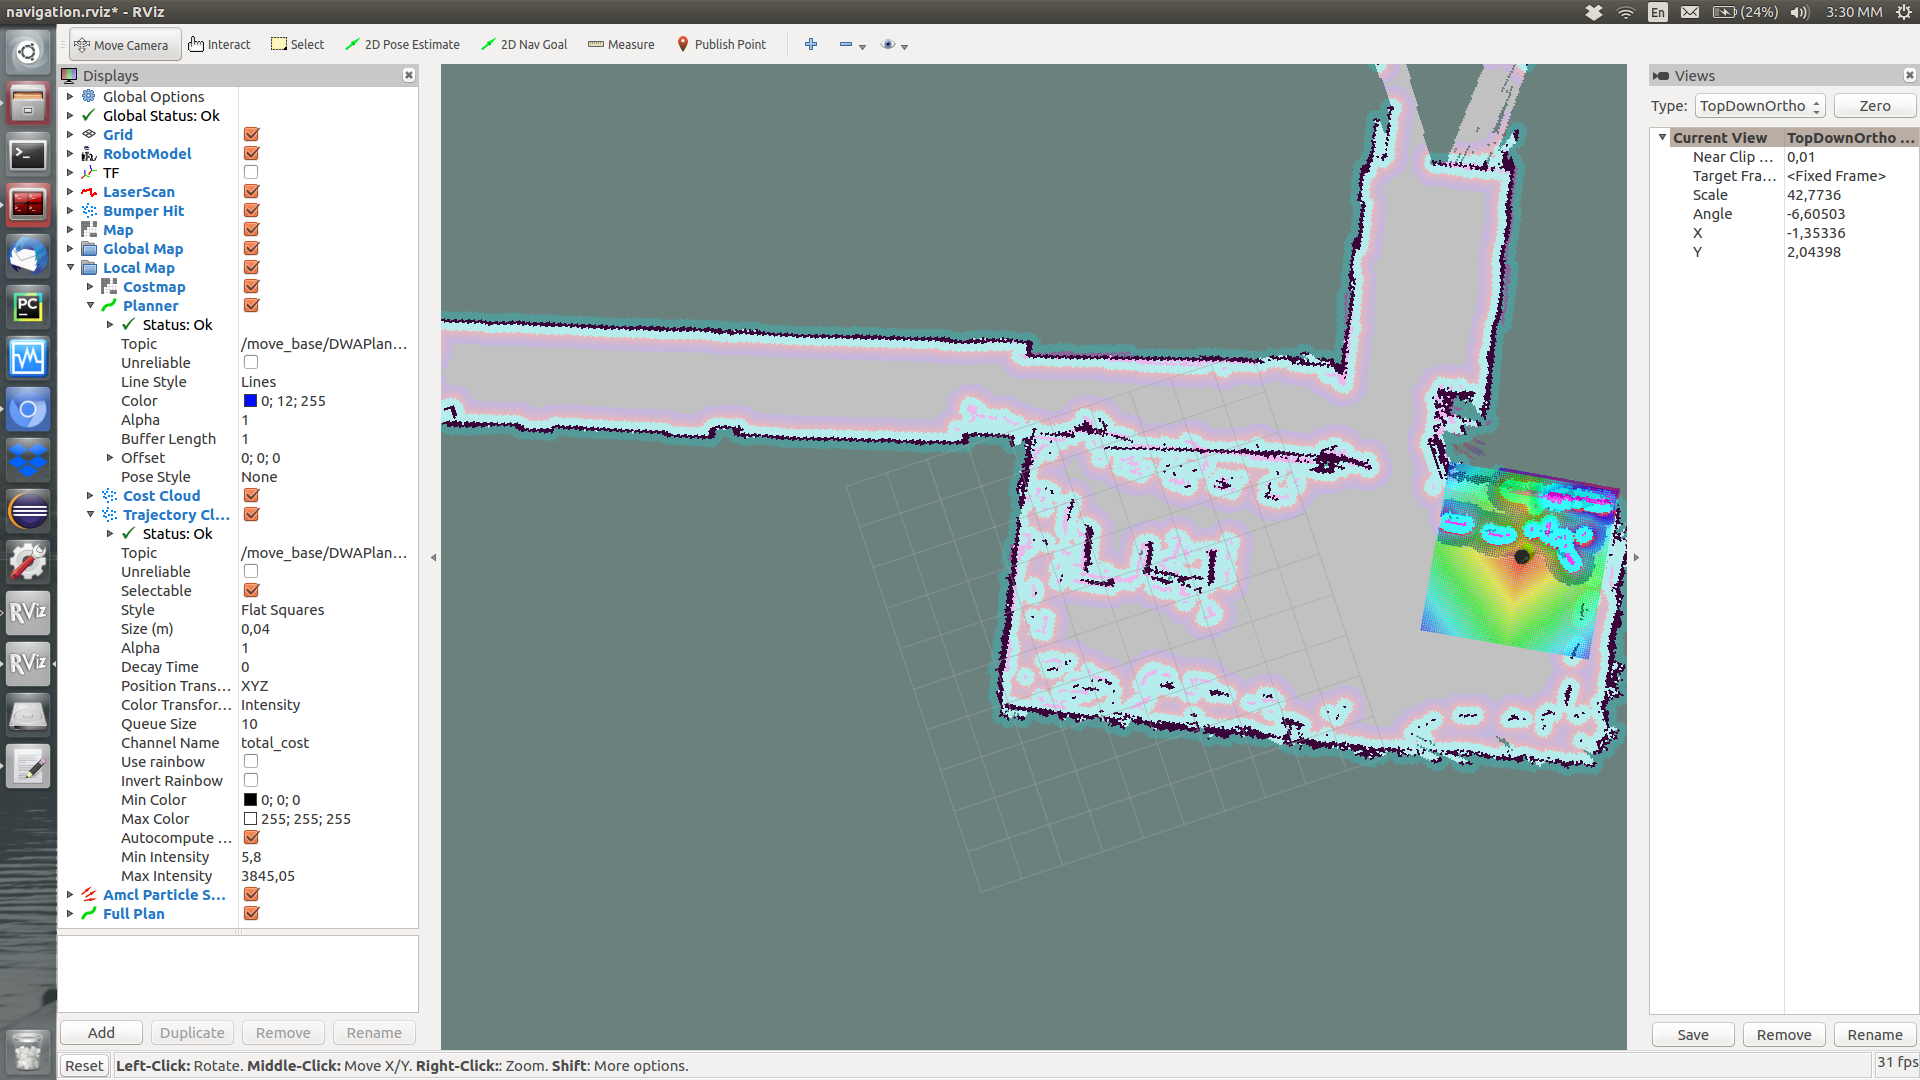 navigation.rviz* - RViz
En
(24%)
3:30 MM
Move Camera
Interact
Select
2D Pose Estimate
2D Nav Goal
Measure
Publish Point
Displays
Global Options
Global Status: Ok
Grid
RobotModel
TF
LaserScan
Bumper Hit
Map
Global Map
Local Map
Costmap
Planner
Status: Ok
Topic /move_base/DWAPlan...
Unreliable
Line Style Lines
Color 0; 12; 255
Alpha 1
Buffer Length 1
Offset 0; 0; 0
Pose Style None
Cost Cloud
Trajectory Cl...
Status: Ok
Topic /move_base/DWAPlan...
Unreliable
Selectable
Style Flat Squares
Size (m) 0,04
Alpha 1
Decay Time 0
Position Trans... XYZ
Color Transfor... Intensity
Queue Size 10
Channel Name total_cost
Use rainbow
Invert Rainbow
Min Color 0; 0; 0
Max Color 255; 255; 255
Autocompute ...
Min Intensity 5,8
Max Intensity 3845,05
Amcl Particle S...
Full Plan
Add
Duplicate
Remove
Rename
Reset
Left-Click: Rotate. Middle-Click: Move X/Y. Right-Click:: Zoom. Shift: More options.
31 fps
Views
Type: TopDownOrtho
Zero
Current View TopDownOrtho ...
Near Clip ... 0,01
Target Fra... <Fixed Frame>
Scale 42,7736
Angle -6,60503
X -1,35336
Y 2,04398
Save
Remove
Rename
PC
RViz
RViz